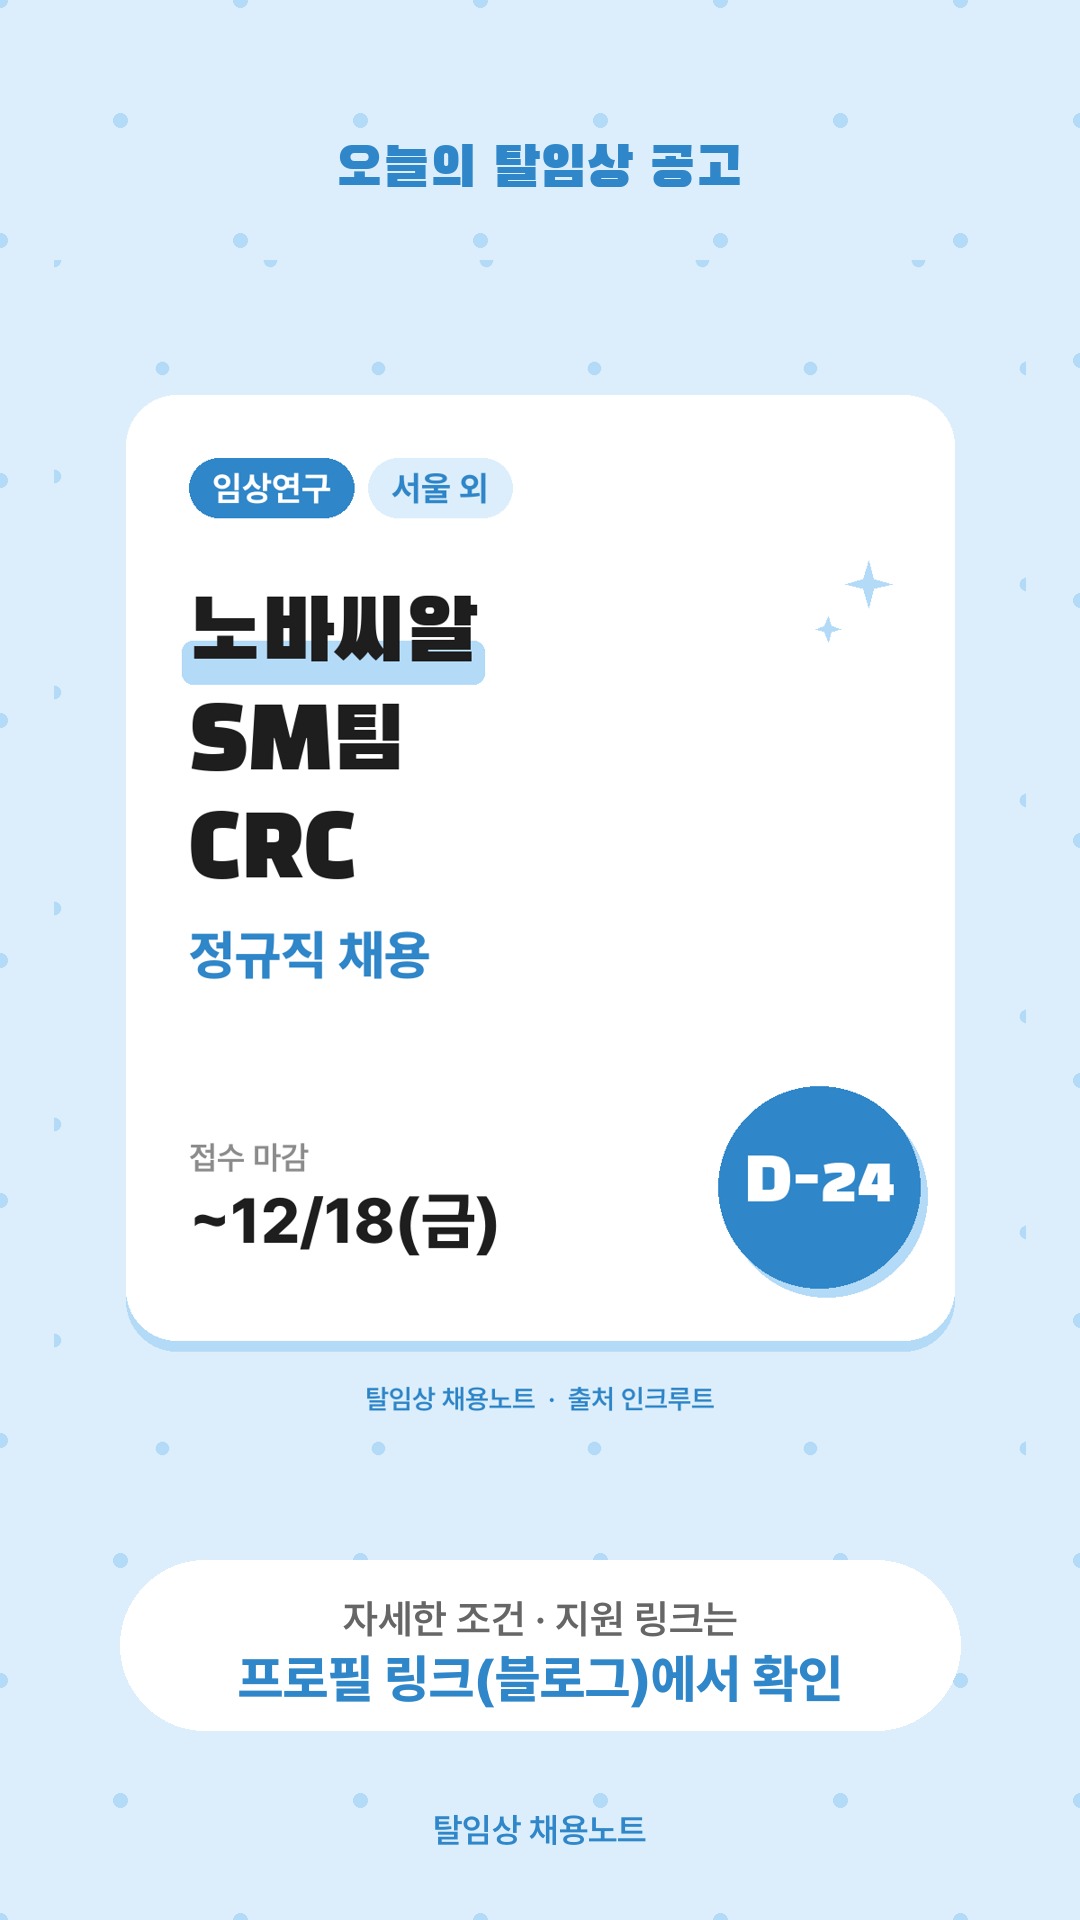 오늘의 탈임상 공고
임상연구 서울 외
노바씨알
SM팀
CRC
정규직 채용
접수 마감
~12/18(금)
D-24
탈임상 채용노트 · 출처 인크루트
자세한 조건 · 지원 링크는
프로필 링크(블로그)에서 확인
탈임상 채용노트